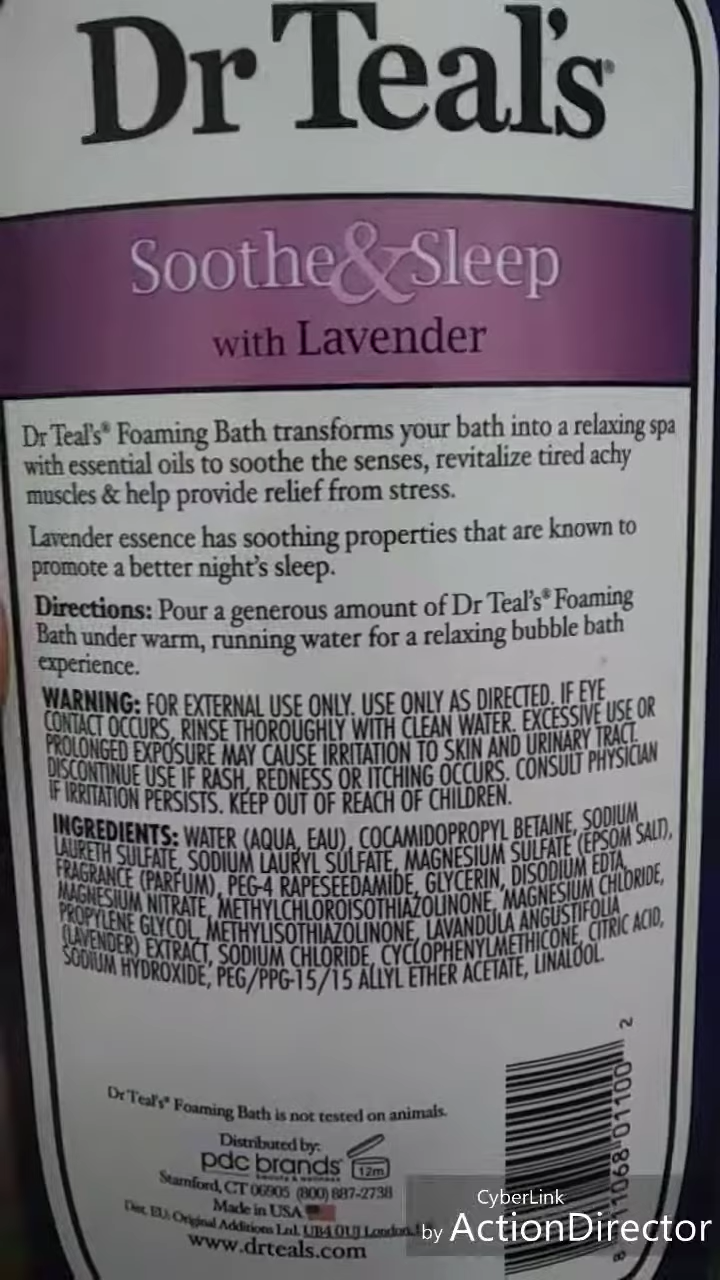 Dr Teal's®
Soothe & Sleep
with Lavender
Dr Teal's® Foaming Bath transforms your bath into a relaxing spa
with essential oils to soothe the senses, revitalize tired achy
muscles & help provide relief from stress.
Lavender essence has soothing properties that are known to
promote a better night's sleep.
Directions: Pour a generous amount of Dr Teal's® Foaming
Bath under warm, running water for a relaxing bubble bath
experience.
WARNING: FOR EXTERNAL USE ONLY. USE ONLY AS DIRECTED. IF EYE
CONTACT OCCURS, RINSE THOROUGHLY WITH CLEAN WATER. EXCESSIVE USE OR
PROLONGED EXPOSURE MAY CAUSE IRRITATION TO SKIN AND URINARY TRACT.
DISCONTINUE USE IF RASH, REDNESS OR ITCHING OCCURS. CONSULT PHYSICIAN
IF IRRITATION PERSISTS. KEEP OUT OF REACH OF CHILDREN.
INGREDIENTS: WATER (AQUA, EAU), COCAMIDOPROPYL BETAINE, SODIUM
LAURETH SULFATE, SODIUM LAURYL SULFATE, MAGNESIUM SULFATE (EPSOM SALT),
FRAGRANCE (PARFUM), PEG-4 RAPESEEDAMIDE, GLYCERIN, DISODIUM EDTA,
MAGNESIUM NITRATE, METHYLCHLOROISOTHIAZOLINONE, MAGNESIUM CHLORIDE,
PROPYLENE GLYCOL, METHYLISOTHIAZOLINONE, LAVANDULA ANGUSTIFOLIA
(LAVENDER) EXTRACT, SODIUM CHLORIDE, CYCLOPHENYLMETHICONE, CITRIC ACID,
SODIUM HYDROXIDE, PEG/PPG-15/15 ALLYL ETHER ACETATE, LINALOOL.
Dr Teal's® Foaming Bath is not tested on animals.
Distributed by:
pdc brands
12m
Stamford, CT 06905 (800) 887-2738
Made in USA
Dist. EU: Original Additions Ltd. UB4 0UJ London
www.drteals.com
8 11068 01100 2
CyberLink
by ActionDirector